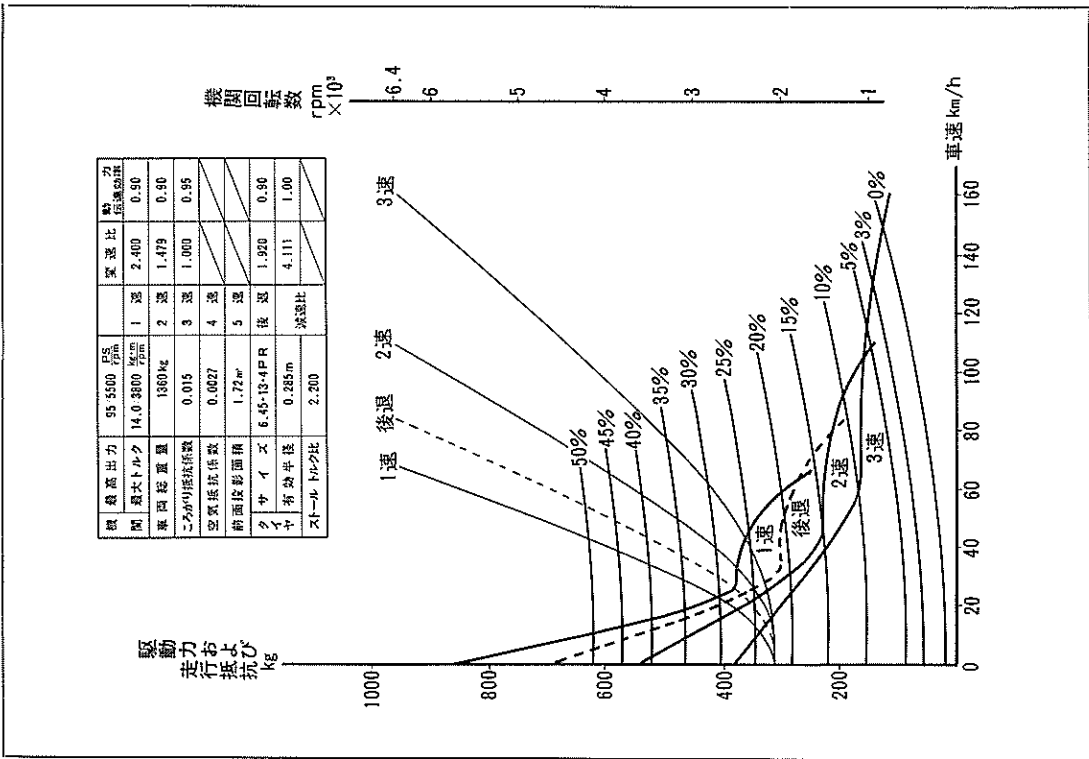 機 最高出力 95/5500 PS/rpm 変速比 動力伝達効率
関 最大トルク 14.0/3800 kg·m/rpm 1速 2.400 0.90
車両総重量 1360kg 2速 1.479 0.90
ころがり抵抗係数 0.015 3速 1.000 0.95
空気抵抗係数 0.0027 4速
前面投影面積 1.72m² 5速
タイヤ サイズ 6.45-13-4PR 後退 1.920 0.90
有効半径 0.285m 減速比 4.111 1.00
ストールトルク比 2.200
駆動力および
走行抵抗
kg
1000
800
600
400
200
0
20
40
60
80
100
120
140
160
車速km/h
機関回転数
rpm
×10³
6.4
6
5
4
3
2
1
1速
後退
2速
3速
50%
45%
40%
35%
30%
25%
20%
15%
10%
5%
3%
0%
1速
後退
2速
3速